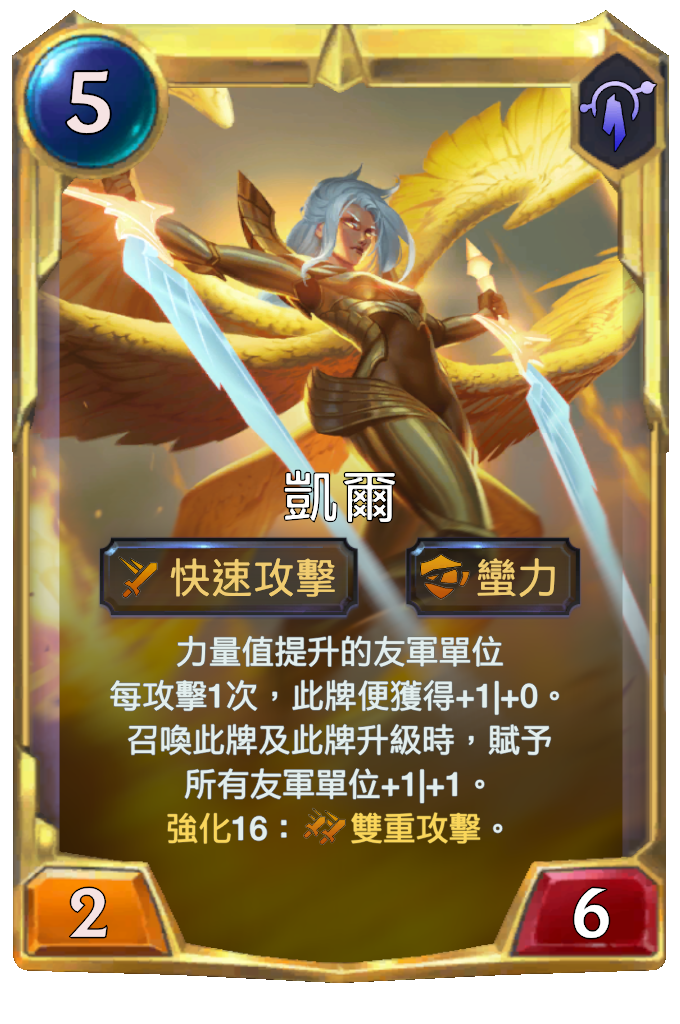 5
凱爾
快速攻擊 蠻力
力量值提升的友軍單位
每攻擊1次，此牌便獲得+1|+0。
召喚此牌及此牌升級時，賦予
所有友軍單位+1|+1。
強化16：雙重攻擊。
2 6